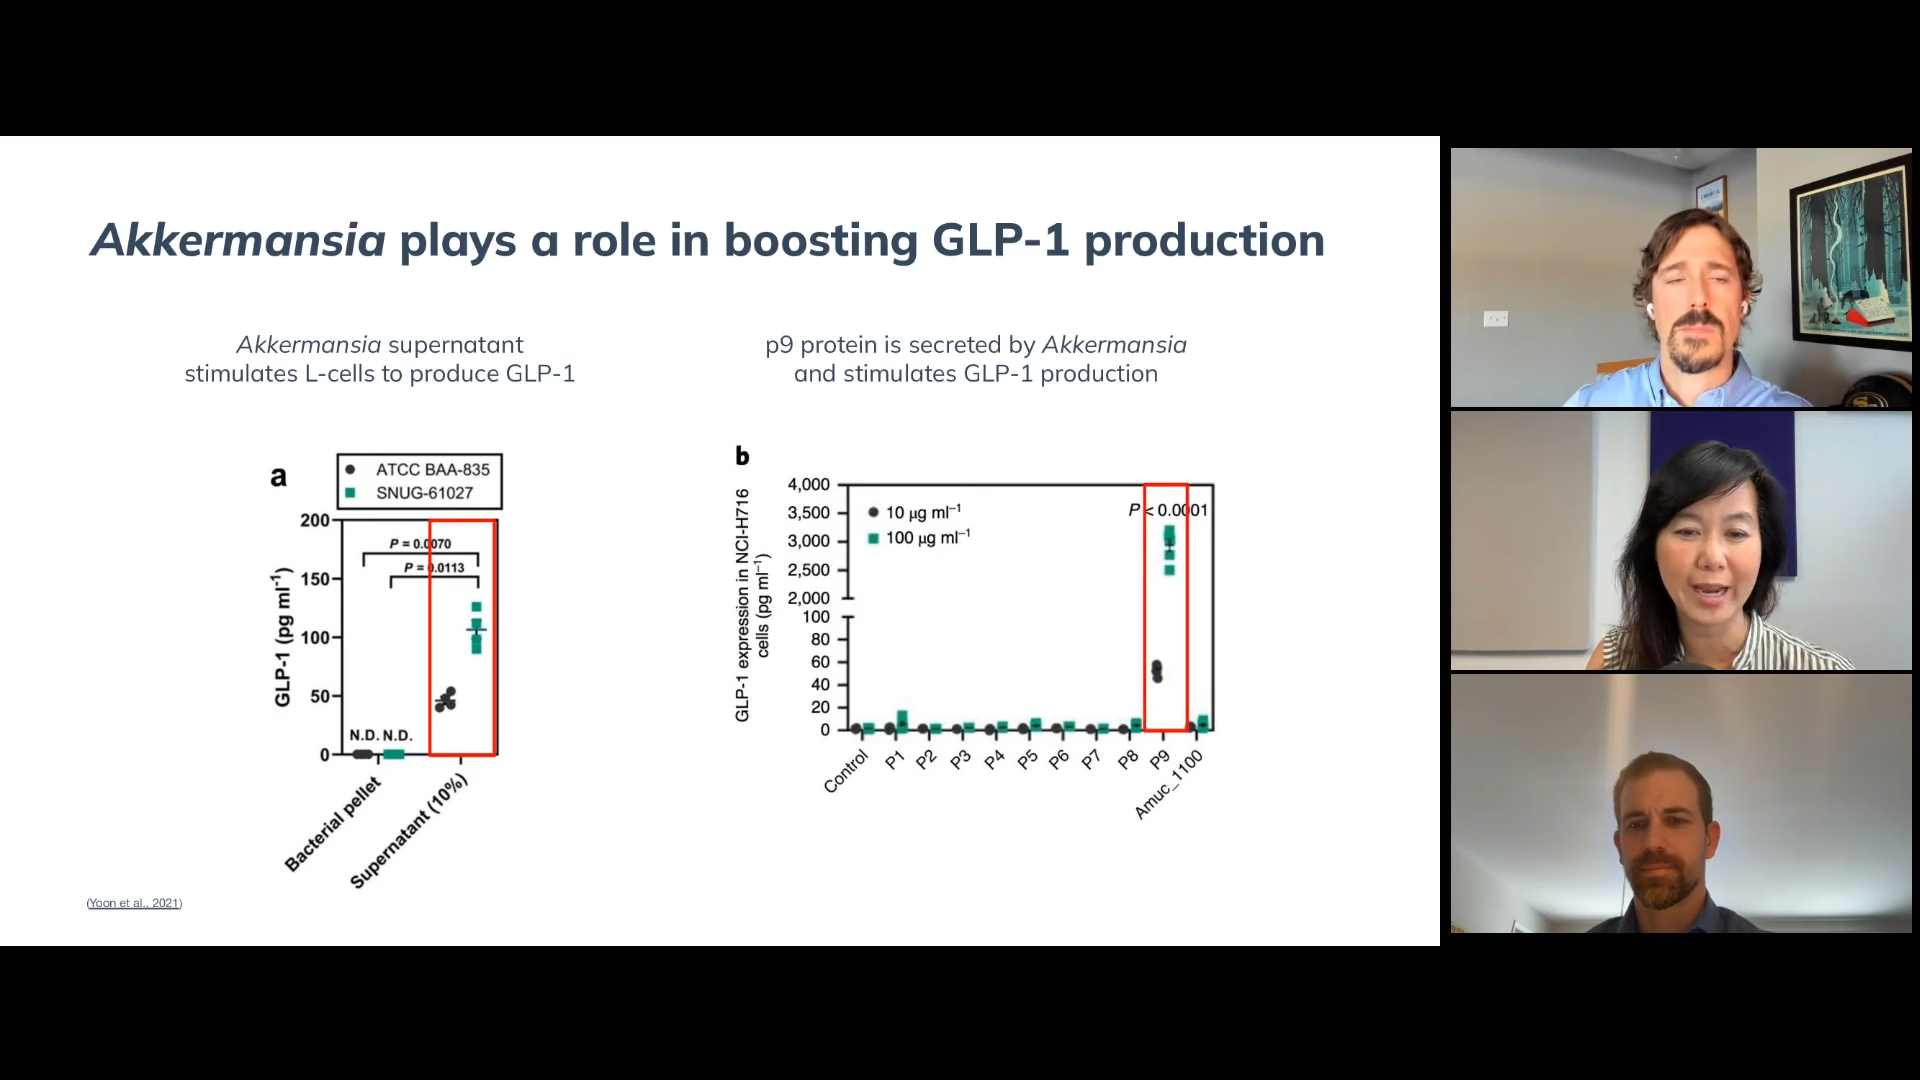 Akkermansia plays a role in boosting GLP-1 production
Akkermansia supernatant
stimulates L-cells to produce GLP-1
p9 protein is secreted by Akkermansia
and stimulates GLP-1 production
a
ATCC BAA-835
SNUG-61027
GLP-1 (pg ml-1)
200
150
100
50
0
P = 0.0070
P = 0.0113
N.D. N.D.
Bacterial pellet
Supernatant (10%)
b
GLP-1 expression in NCI-H716
cells (pg ml–1)
4,000
3,500
3,000
2,500
2,000
100
80
60
40
20
0
10 µg ml–1
100 µg ml–1
P < 0.0001
Control
P1
P2
P3
P4
P5
P6
P7
P8
P9
Amuc_1100
(Yoon et al., 2021)